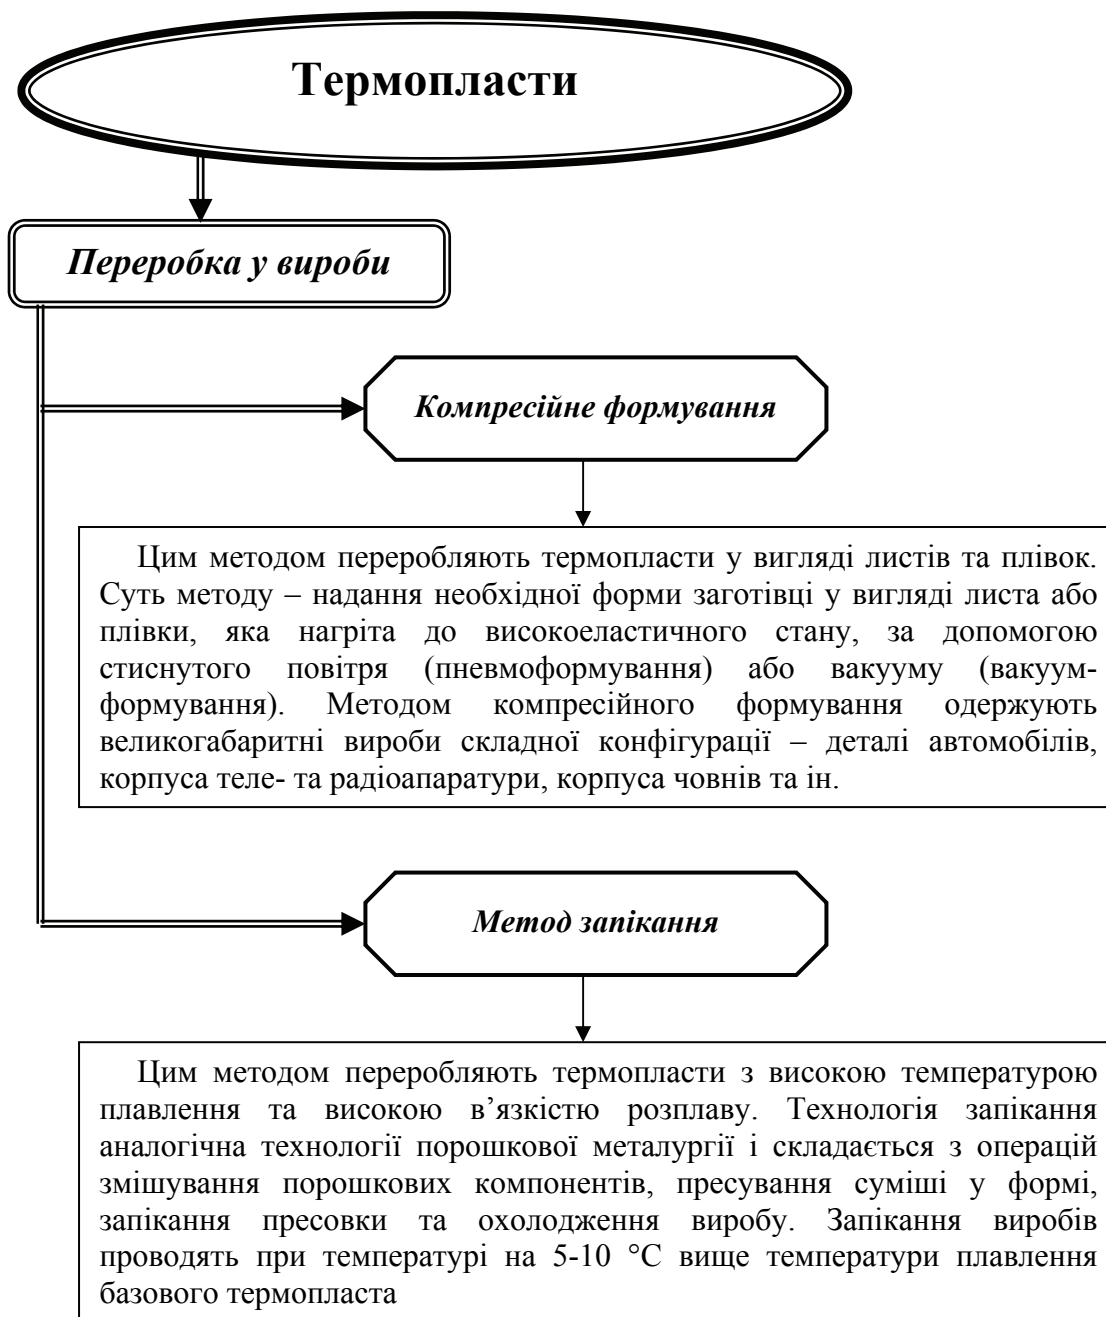 Термопласти
Переробка у вироби
Компресійне формування
Цим методом переробляють термопласти у вигляді листів та плівок.
Суть методу – надання необхідної форми заготівці у вигляді листа або
плівки, яка нагріта до високоеластичного стану, за допомогою
стиснутого повітря (пневмоформування) або вакууму (вакуум-
формування). Методом компресійного формування одержують
великогабаритні вироби складної конфігурації – деталі автомобілів,
корпуса теле- та радіоапаратури, корпуса човнів та ін.
Метод запікання
Цим методом переробляють термопласти з високою температурою
плавлення та високою в’язкістю розплаву. Технологія запікання
аналогічна технології порошкової металургії і складається з операцій
змішування порошкових компонентів, пресування суміші у формі,
запікання пресовки та охолодження виробу. Запікання виробів
проводять при температурі на 5-10 °С вище температури плавлення
базового термопласта